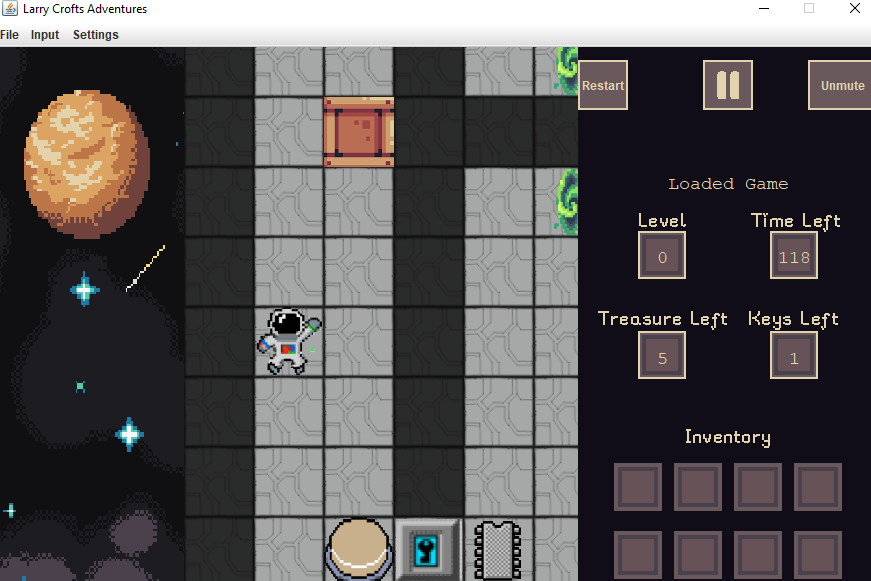 Larry Crofts Adventures
File Input Settings
Restart
Unmute
Loaded Game
Level Time Left
0 118
Treasure Left Keys Left
5 1
Inventory